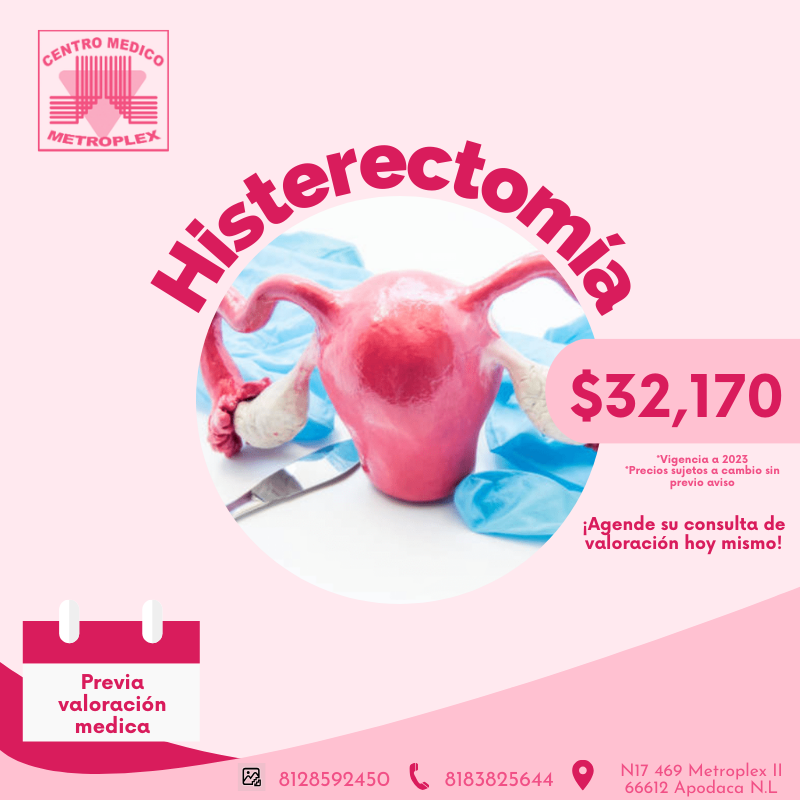 CENTRO MEDICO
METROPLEX
Histerectomía
$32,170
*Vigencia a 2023
*Precios sujetos a cambio sin
previo aviso
¡Agende su consulta de
valoración hoy mismo!
Previa
valoración
medica
8128592450
8183825644
N17 469 Metroplex II
66612 Apodaca N.L